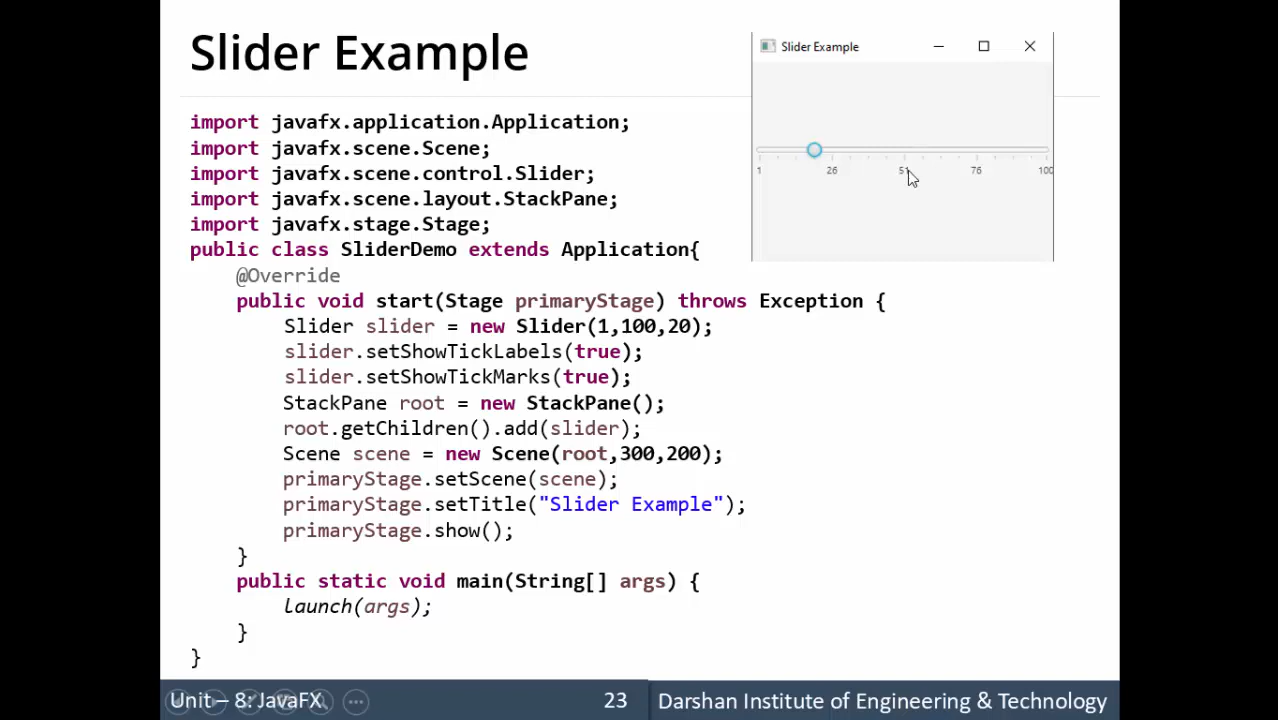 Slider Example
Slider Example
1 26 51 76 100
import javafx.application.Application;
import javafx.scene.Scene;
import javafx.scene.control.Slider;
import javafx.scene.layout.StackPane;
import javafx.stage.Stage;
public class SliderDemo extends Application{
@Override
public void start(Stage primaryStage) throws Exception {
Slider slider = new Slider(1,100,20);
slider.setShowTickLabels(true);
slider.setShowTickMarks(true);
StackPane root = new StackPane();
root.getChildren().add(slider);
Scene scene = new Scene(root,300,200);
primaryStage.setScene(scene);
primaryStage.setTitle("Slider Example");
primaryStage.show();
}
public static void main(String[] args) {
launch(args);
}
}
Unit – 8: JavaFX 23 Darshan Institute of Engineering & Technology